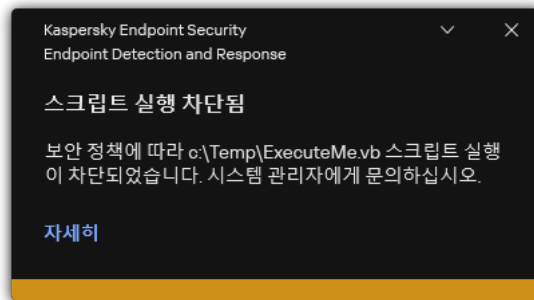 Kaspersky Endpoint Security
Endpoint Detection and Response
스크립트 실행 차단됨
보안 정책에 따라 c:\Temp\ExecuteMe.vb 스크립트 실행
이 차단되었습니다. 시스템 관리자에게 문의하십시오.
자세히